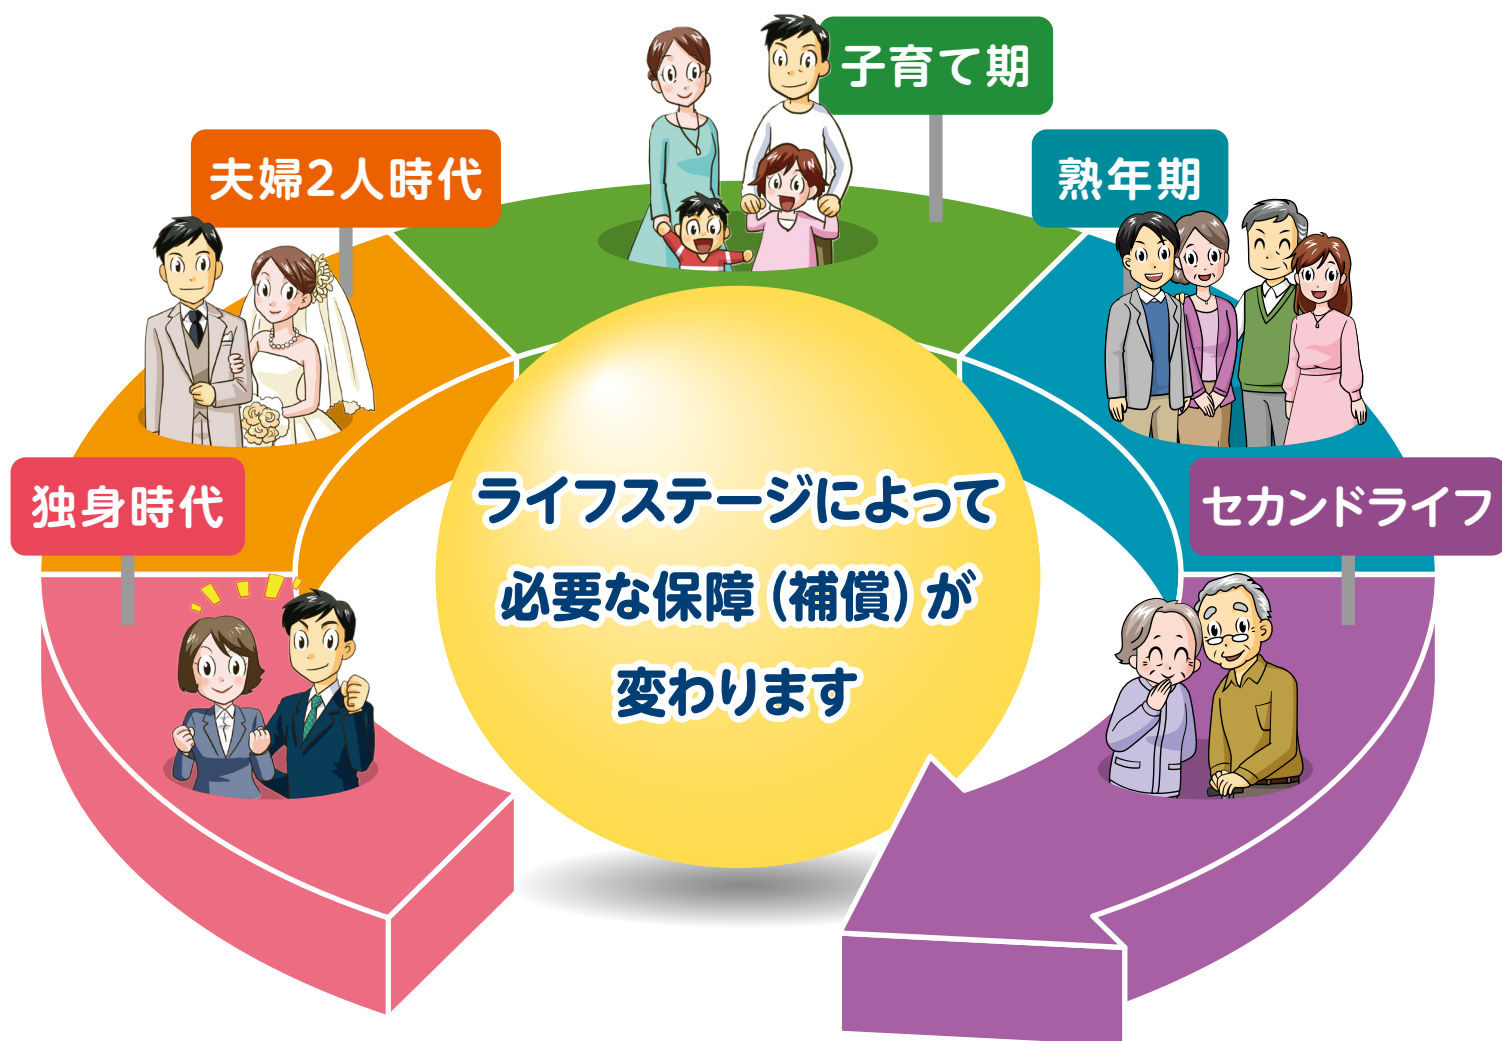 子育て期
夫婦2人時代
熟年期
独身時代
セカンドライフ
ライフステージによって
必要な保障（補償）が
変わります